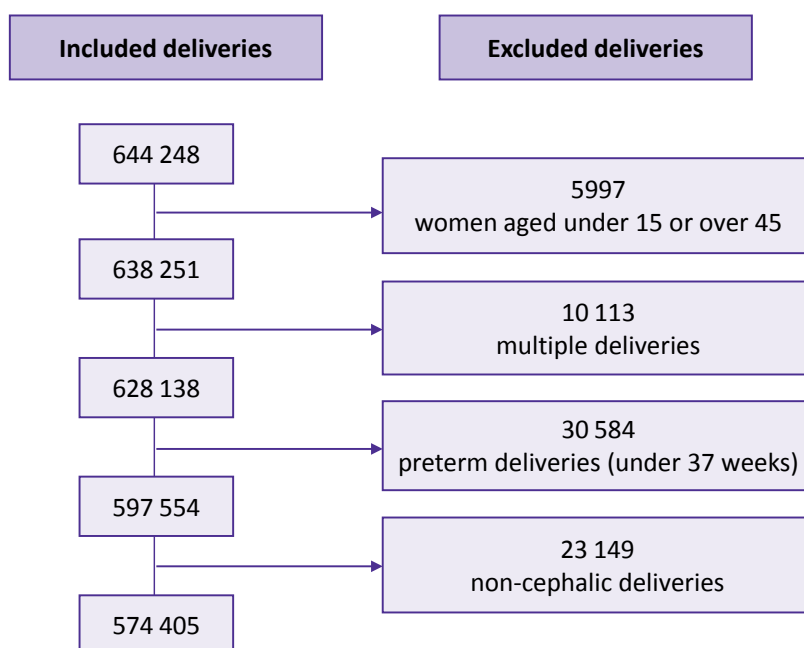 Included deliveries
Excluded deliveries
644 248
5997
women aged under 15 or over 45
638 251
10 113
multiple deliveries
628 138
30 584
preterm deliveries (under 37 weeks)
597 554
23 149
non-cephalic deliveries
574 405